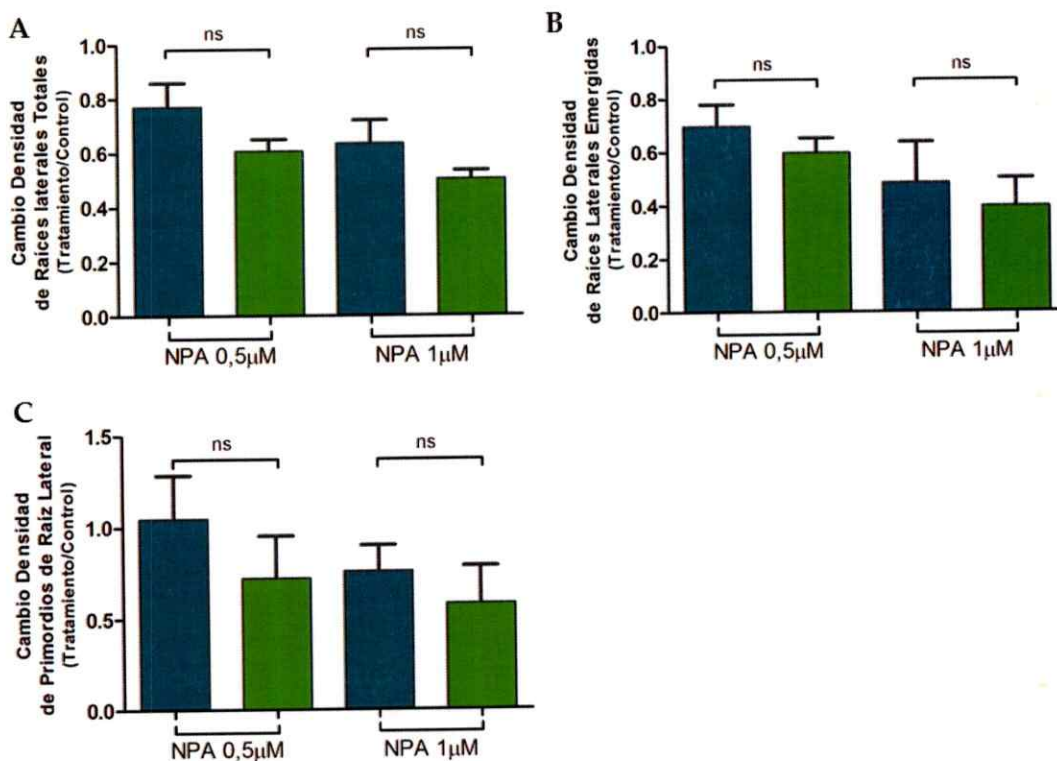 A
Cambio Densidad
de Raíces laterales Totales
(Tratamiento/Control)
1.0
0.8
0.6
0.4
0.2
0.0
ns
ns
NPA 0,5µM
NPA 1µM
B
Cambio Densidad
de Raíces Laterales Emergidas
(Tratamiento/Control)
1.0
0.8
0.6
0.4
0.2
0.0
ns
ns
NPA 0,5µM
NPA 1µM
C
Cambio Densidad
de Primordios de Raíz Lateral
(Tratamiento/Control)
1.5
1.0
0.5
0.0
ns
ns
NPA 0,5µM
NPA 1µM